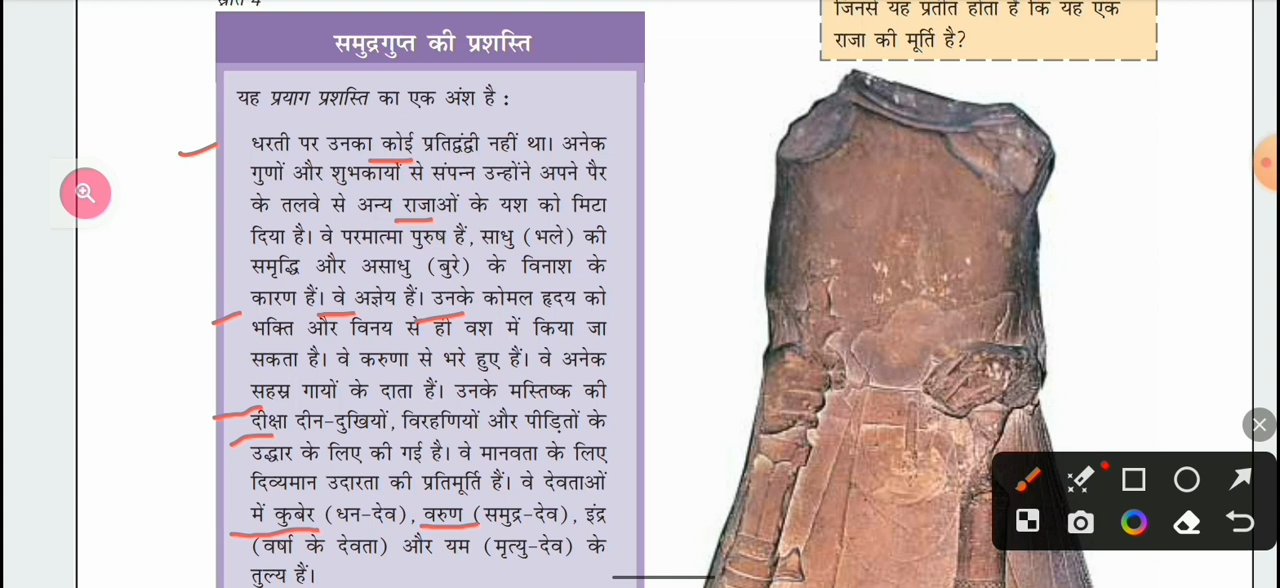 स्रोत 4
समुद्रगुप्त की प्रशस्ति
यह प्रयाग प्रशस्ति का एक अंश है :
धरती पर उनका कोई प्रतिद्वंद्वी नहीं था। अनेक
गुणों और शुभकार्यों से संपन्न उन्होंने अपने पैर
के तलवे से अन्य राजाओं के यश को मिटा
दिया है। वे परमात्मा पुरुष हैं, साधु (भले) की
समृद्धि और असाधु (बुरे) के विनाश के
कारण हैं। वे अज्ञेय हैं। उनके कोमल हृदय को
भक्ति और विनय से ही वश में किया जा
सकता है। वे करुणा से भरे हुए हैं। वे अनेक
सहस्र गायों के दाता हैं। उनके मस्तिष्क की
दीक्षा दीन-दुखियों, विरहणियों और पीड़ितों के
उद्धार के लिए की गई है। वे मानवता के लिए
दिव्यमान उदारता की प्रतिमूर्ति हैं। वे देवताओं
में कुबेर (धन-देव), वरुण (समुद्र-देव), इंद्र
(वर्षा के देवता) और यम (मृत्यु-देव) के
तुल्य हैं।
जिनसे यह प्रतीत होता है कि यह एक
राजा की मूर्ति है?